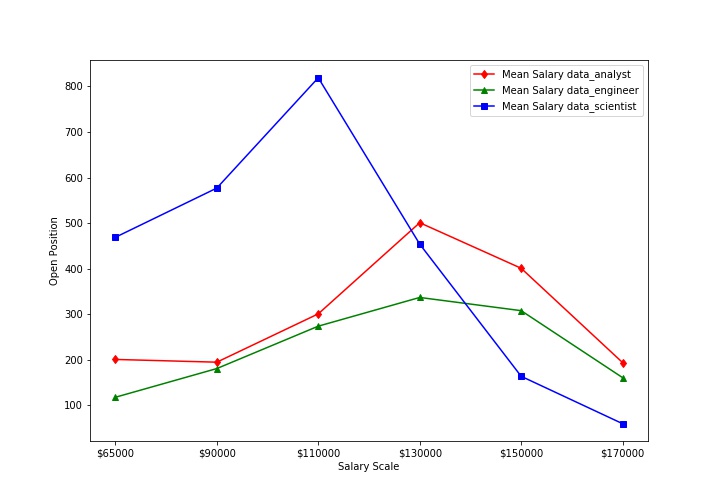 Mean Salary data_analyst
Mean Salary data_engineer
Mean Salary data_scientist
800
700
600
500
400
300
200
100
Open Position
$65000 $90000 $110000 $130000 $150000 $170000
Salary Scale